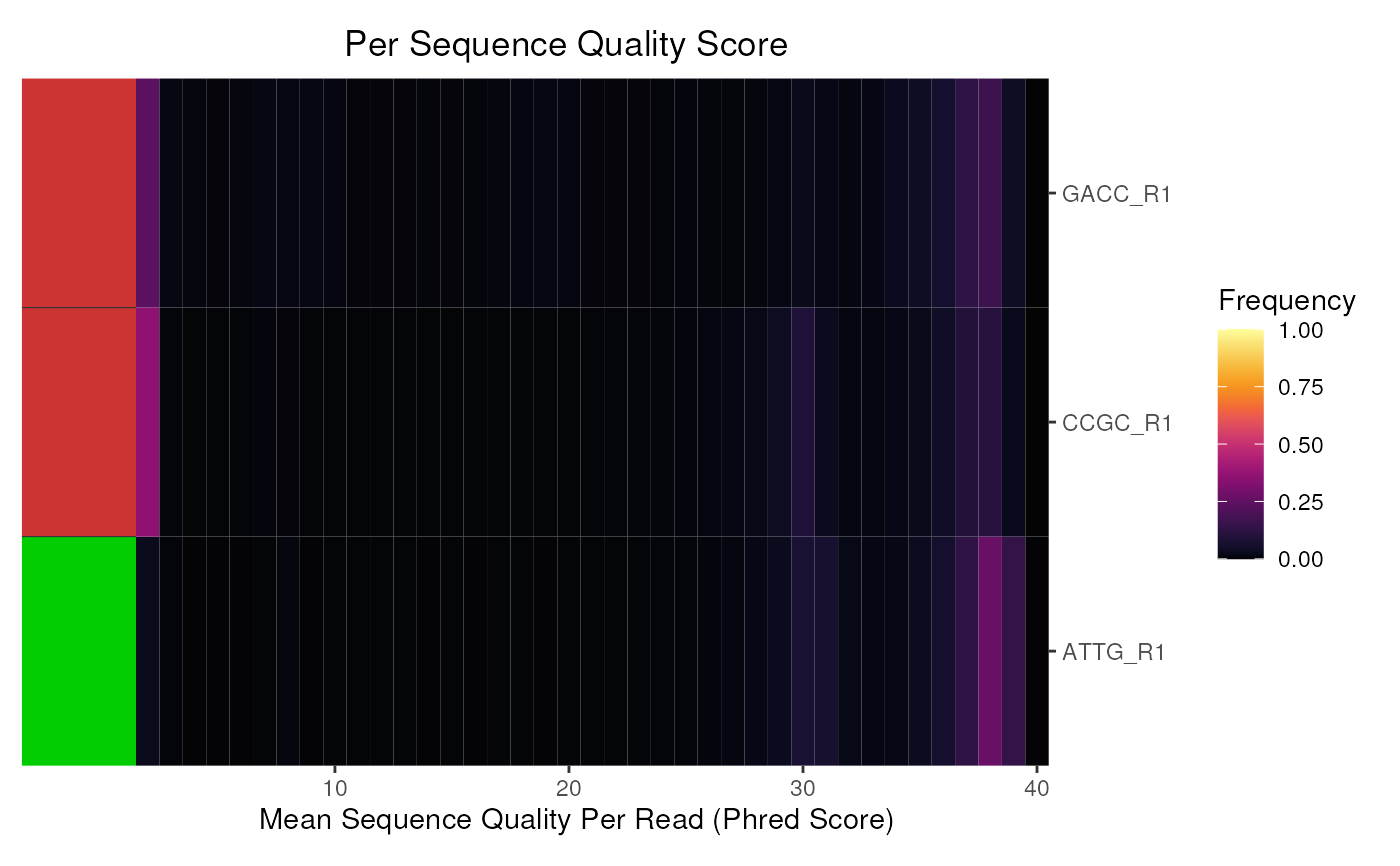 Per Sequence Quality Score
GACC_R1
CCGC_R1
ATTG_R1
Frequency
1.00
0.75
0.50
0.25
0.00
10 20 30 40
Mean Sequence Quality Per Read (Phred Score)